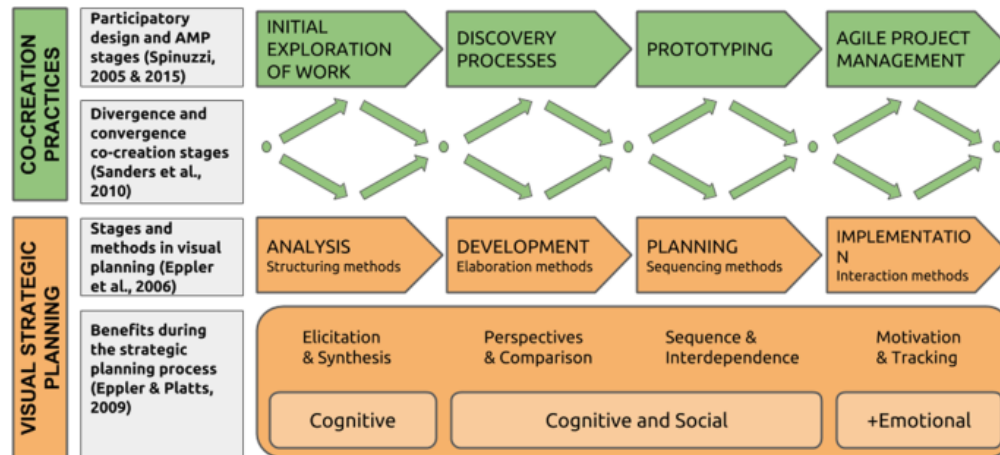 CO-CREATION
PRACTICES
Participatory
design and AMP
stages (Spinuzzi,
2005 & 2015)
INITIAL
EXPLORATION
OF WORK
DISCOVERY
PROCESSES
PROTOTYPING
AGILE PROJECT
MANAGEMENT
Divergence and
convergence
co-creation stages
(Sanders et al.,
2010)
VISUAL STRATEGIC
PLANNING
Stages and
methods in visual
planning (Eppler
et al., 2006)
ANALYSIS
Structuring methods
DEVELOPMENT
Elaboration methods
PLANNING
Sequencing methods
IMPLEMENTATIO
N
Interaction methods
Benefits during
the strategic
planning process
(Eppler & Platts,
2009)
Elicitation
& Synthesis
Perspectives
& Comparison
Sequence &
Interdependence
Motivation
& Tracking
Cognitive
Cognitive and Social
+Emotional